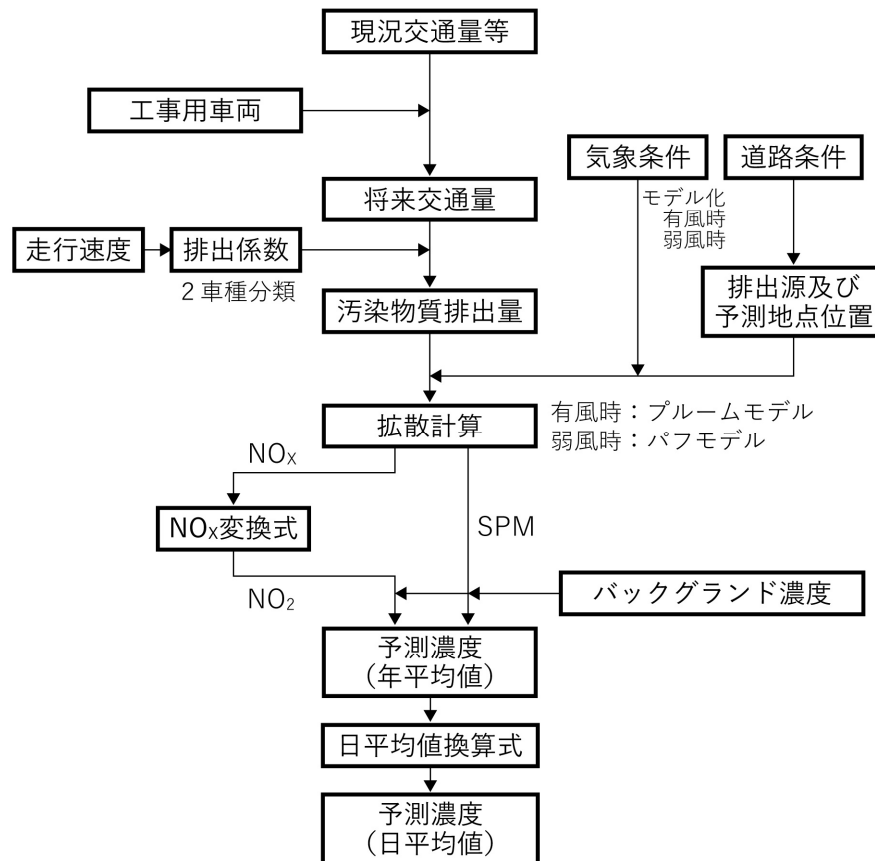 現況交通量等
工事用車両
気象条件
道路条件
将来交通量
モデル化
有風時
弱風時
走行速度
排出係数
２車種分類
汚染物質排出量
排出源及び
予測地点位置
拡散計算
有風時：プルームモデル
弱風時：パフモデル
NOX
NOX変換式
SPM
NO2
バックグランド濃度
予測濃度
（年平均値）
日平均値換算式
予測濃度
（日平均値）